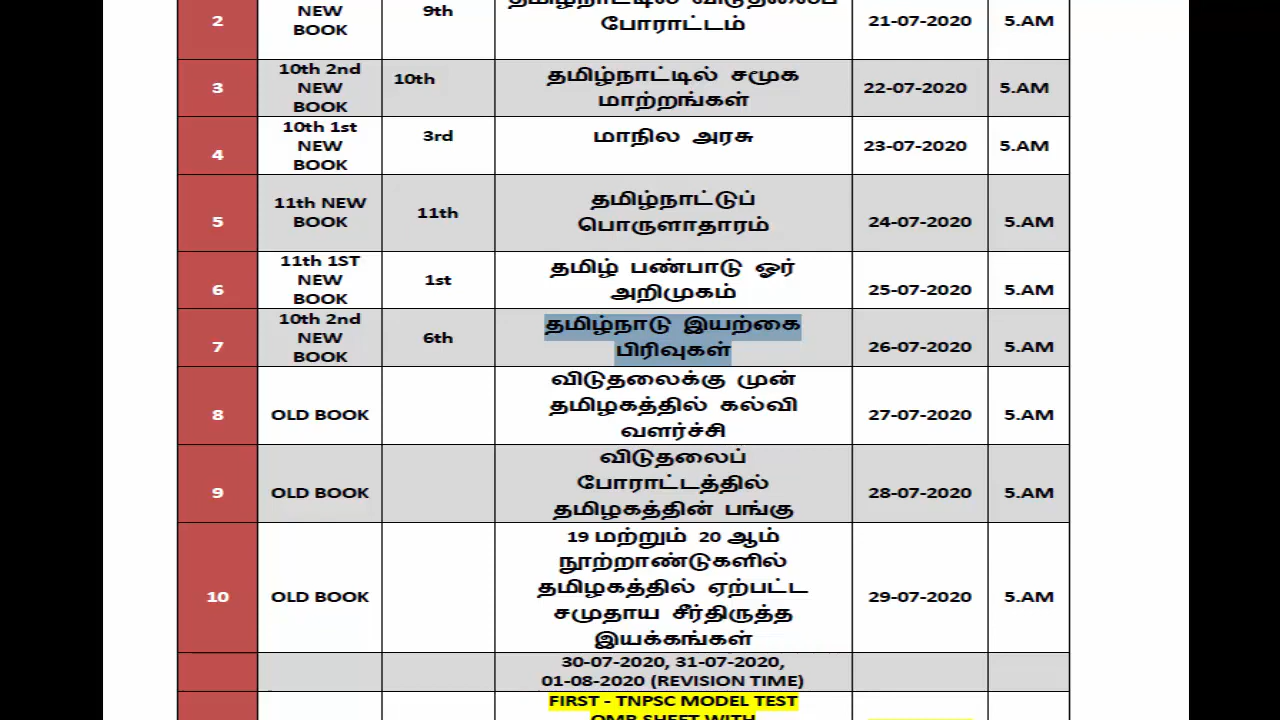 2
NEW
BOOK
9th
தமிழ்நாட்டில் விடுதலைப்
போராட்டம்
21-07-2020
5.AM
3
10th 2nd
NEW
BOOK
10th
தமிழ்நாட்டில் சமூக
மாற்றங்கள்
22-07-2020
5.AM
4
10th 1st
NEW
BOOK
3rd
மாநில அரசு
23-07-2020
5.AM
5
11th NEW
BOOK
11th
தமிழ்நாட்டுப்
பொருளாதாரம்
24-07-2020
5.AM
6
11th 1ST
NEW
BOOK
1st
தமிழ் பண்பாடு ஓர்
அறிமுகம்
25-07-2020
5.AM
7
10th 2nd
NEW
BOOK
6th
தமிழ்நாடு இயற்கை
பிரிவுகள்
26-07-2020
5.AM
8
OLD BOOK
விடுதலைக்கு முன்
தமிழகத்தில் கல்வி
வளர்ச்சி
27-07-2020
5.AM
9
OLD BOOK
விடுதலைப்
போராட்டத்தில்
தமிழகத்தின் பங்கு
28-07-2020
5.AM
10
OLD BOOK
19 மற்றும் 20 ஆம்
நூற்றாண்டுகளில்
தமிழகத்தில் ஏற்பட்ட
சமுதாய சீர்திருத்த
இயக்கங்கள்
29-07-2020
5.AM
30-07-2020, 31-07-2020,
01-08-2020 (REVISION TIME)
FIRST - TNPSC MODEL TEST
OMR SHEET WITH